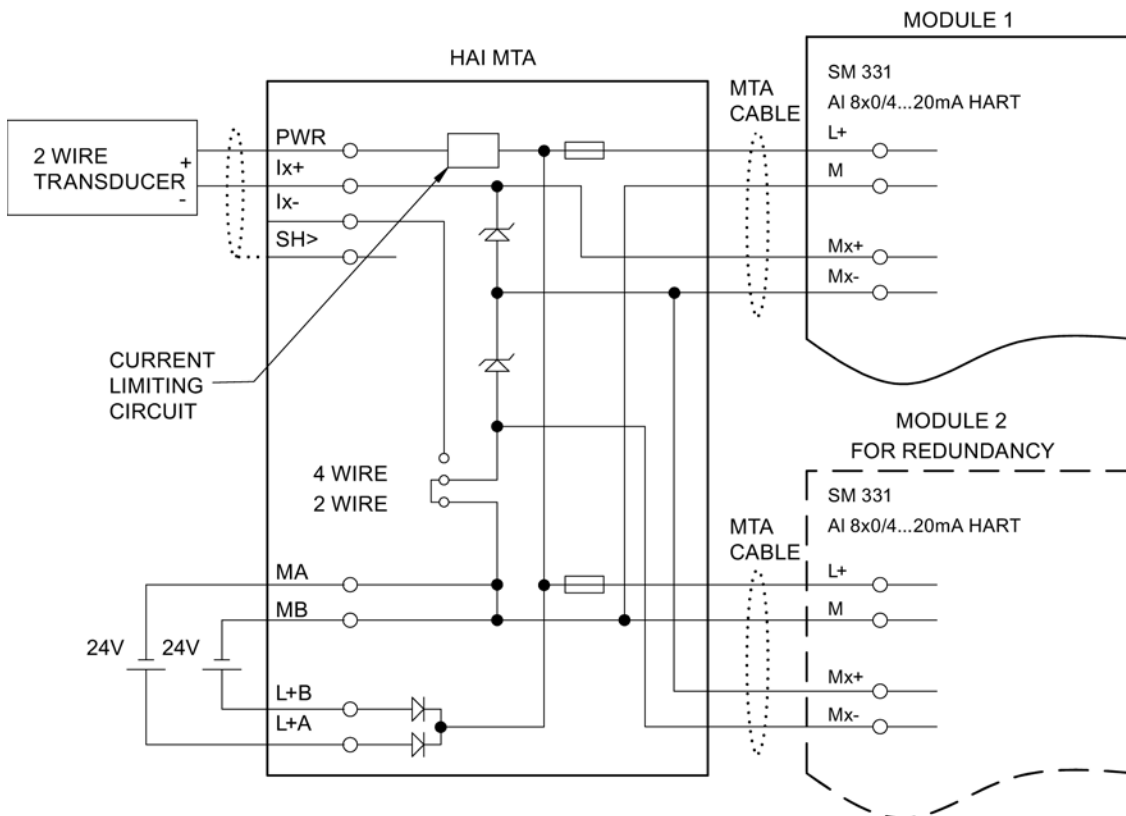 MODULE 1
HAI MTA
SM 331
AI 8x0/4...20mA HART
MTA
CABLE
L+
M
Mx+
Mx-
2 WIRE
TRANSDUCER
+
-
PWR
Ix+
Ix-
SH>
CURRENT
LIMITING
CIRCUIT
MODULE 2
FOR REDUNDANCY
4 WIRE
2 WIRE
SM 331
AI 8x0/4...20mA HART
MTA
CABLE
L+
M
Mx+
Mx-
MA
MB
24V 24V
L+B
L+A